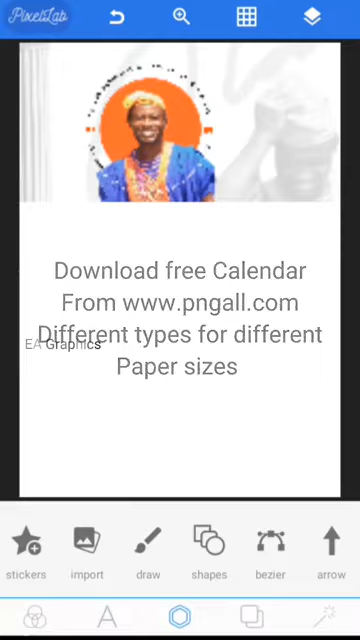 PixelLab
Download free Calendar
From www.pngall.com
Different types for different
EA Graphics
Paper sizes
stickers
import
draw
shapes
bezier
arrow